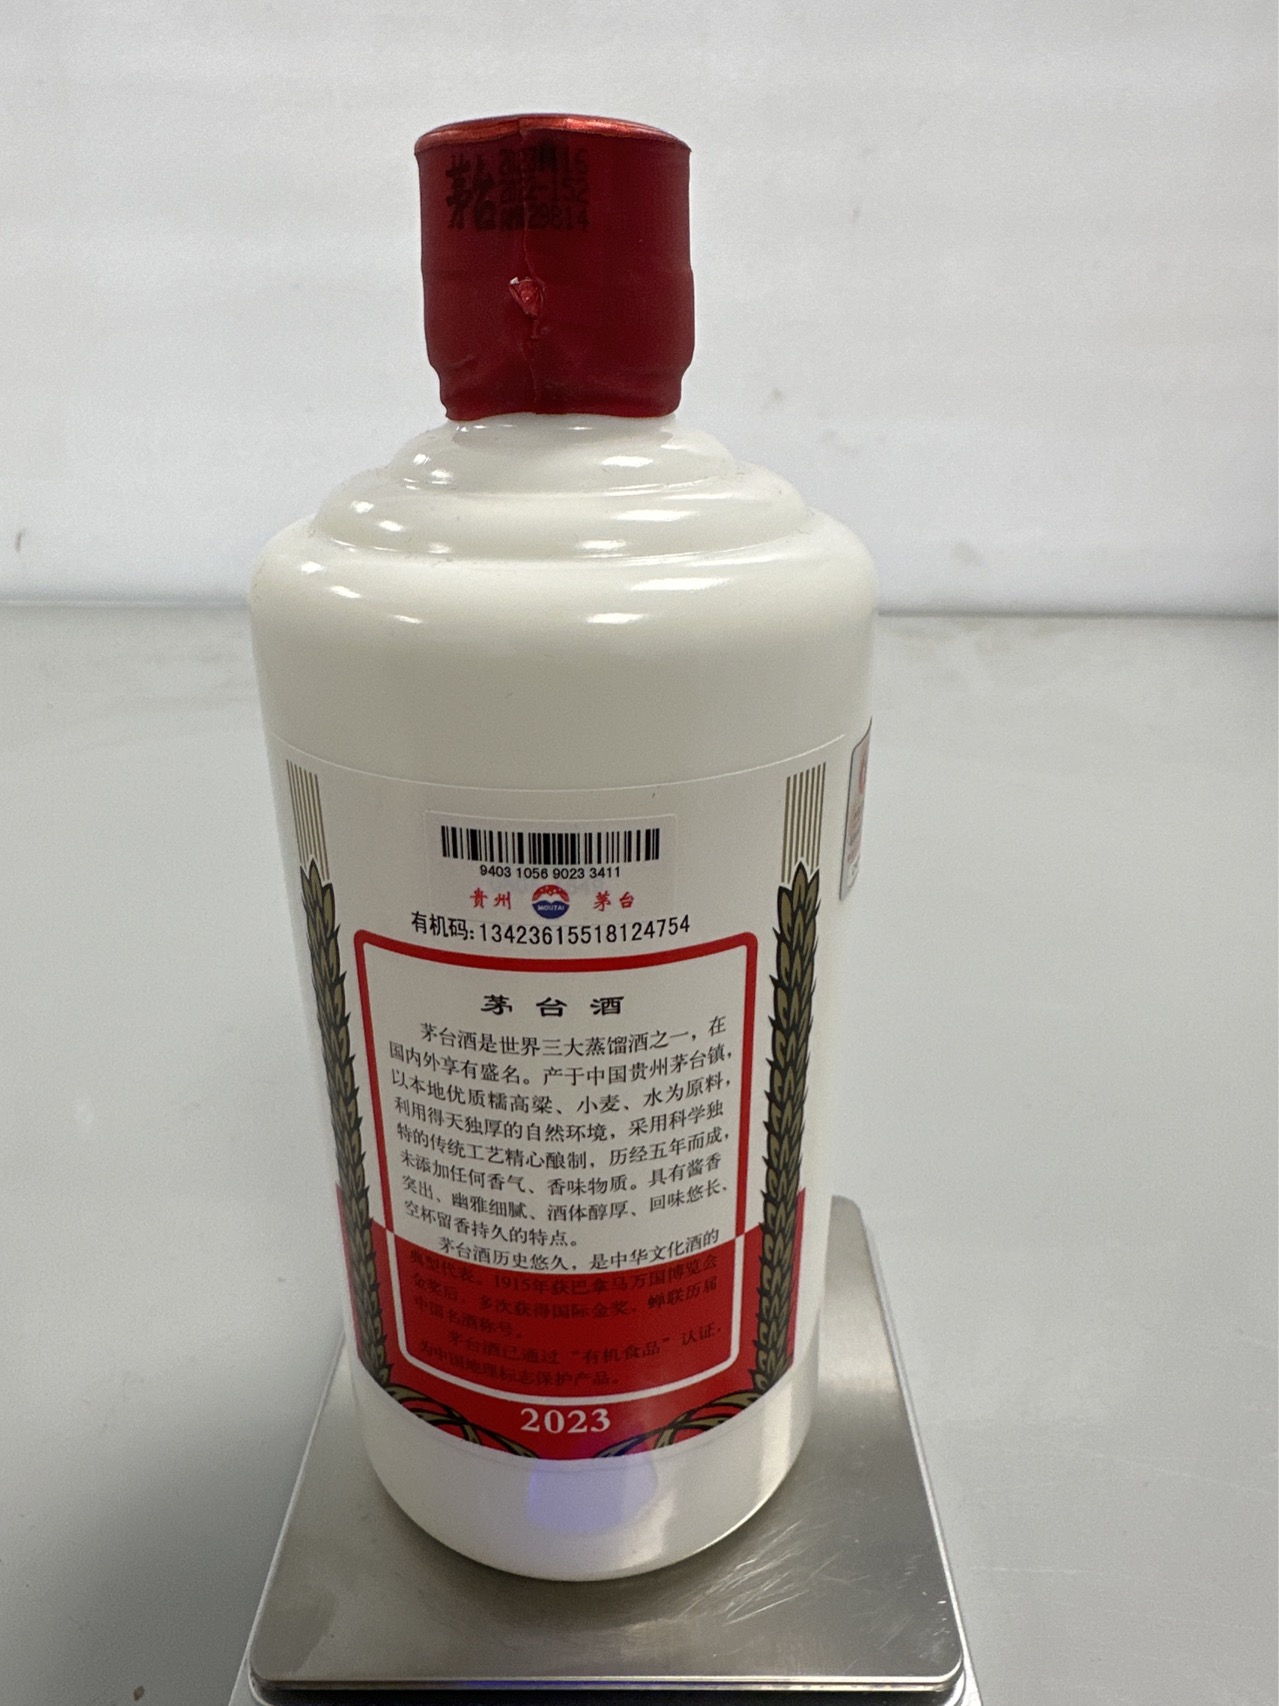 茅台
2022-152
29814
9403 1056 9023 3411
贵州 MOUTAI 茅台
有机码:13423615518124754
茅台酒
茅台酒是世界三大蒸馏酒之一，在
国内外享有盛名。产于中国贵州茅台镇，
以本地优质糯高粱、小麦、水为原料，
利用得天独厚的自然环境，采用科学独
特的传统工艺精心酿制，历经五年而成，
未添加任何香气、香味物质。具有酱香
突出、幽雅细腻、酒体醇厚、回味悠长、
空杯留香持久的特点。
茅台酒历史悠久，是中华文化酒的
典型代表。1915年获巴拿马万国博览会
金奖后，多次获得国际金奖，蝉联历届
中国名酒称号。
茅台酒已通过“有机食品”认证，
为中国地理标志保护产品。
2023